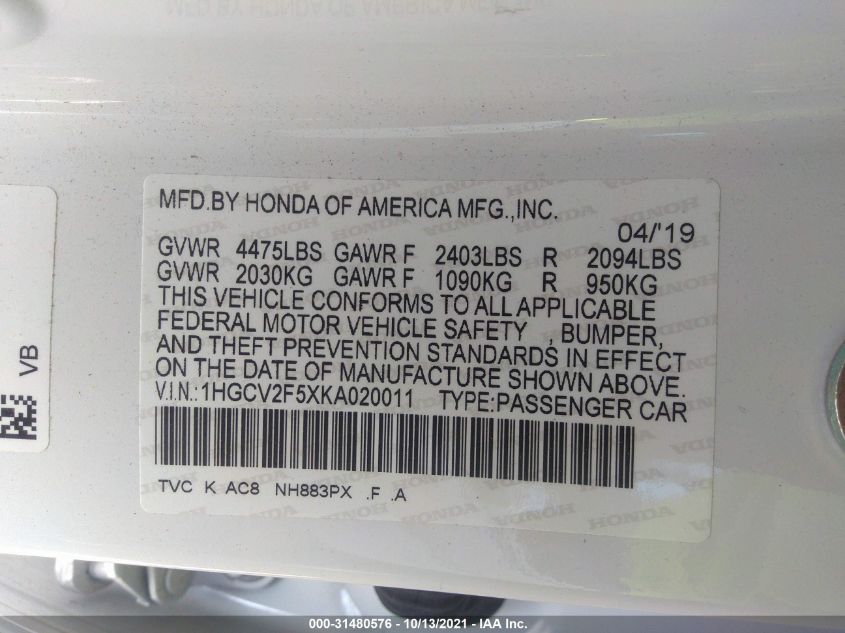 MFD.BY HONDA OF AMERICA MFG.,INC.
04/'19
GVWR 4475LBS GAWR F 2403LBS R 2094LBS
GVWR 2030KG GAWR F 1090KG R 950KG
THIS VEHICLE CONFORMS TO ALL APPLICABLE
FEDERAL MOTOR VEHICLE SAFETY , BUMPER,
AND THEFT PREVENTION STANDARDS IN EFFECT
ON THE DATE OF MANUFACTURE SHOWN ABOVE.
V.I.N.:1HGCV2F5XKA020011 TYPE:PASSENGER CAR
TVC K AC8 NH883PX .F .A
VB
000-31480576 | 10/13/2021 | IAA Inc.